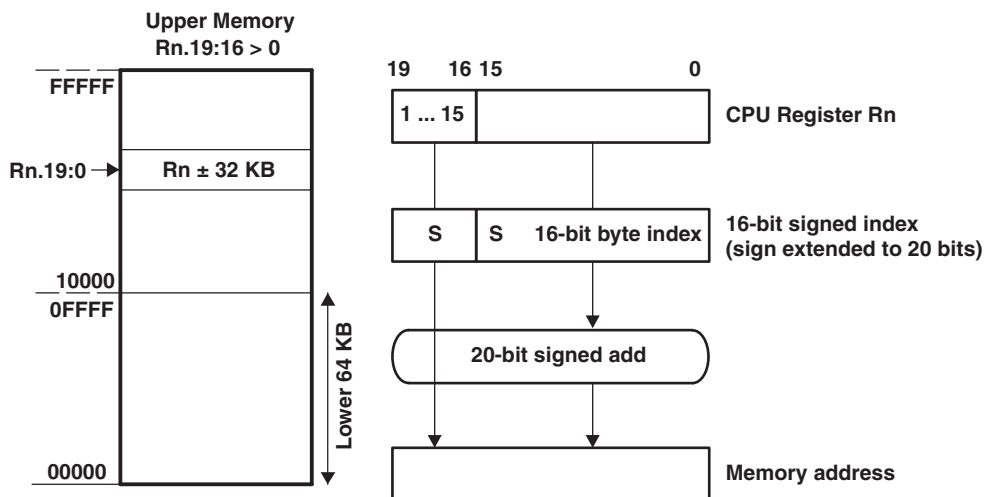 Upper Memory
Rn.19:16 > 0
FFFFF
Rn.19:0
Rn ± 32 KB
10000
0FFFF
Lower 64 KB
00000
19 16 15 0
1 ... 15
CPU Register Rn
S S 16-bit byte index
16-bit signed index
(sign extended to 20 bits)
20-bit signed add
Memory address